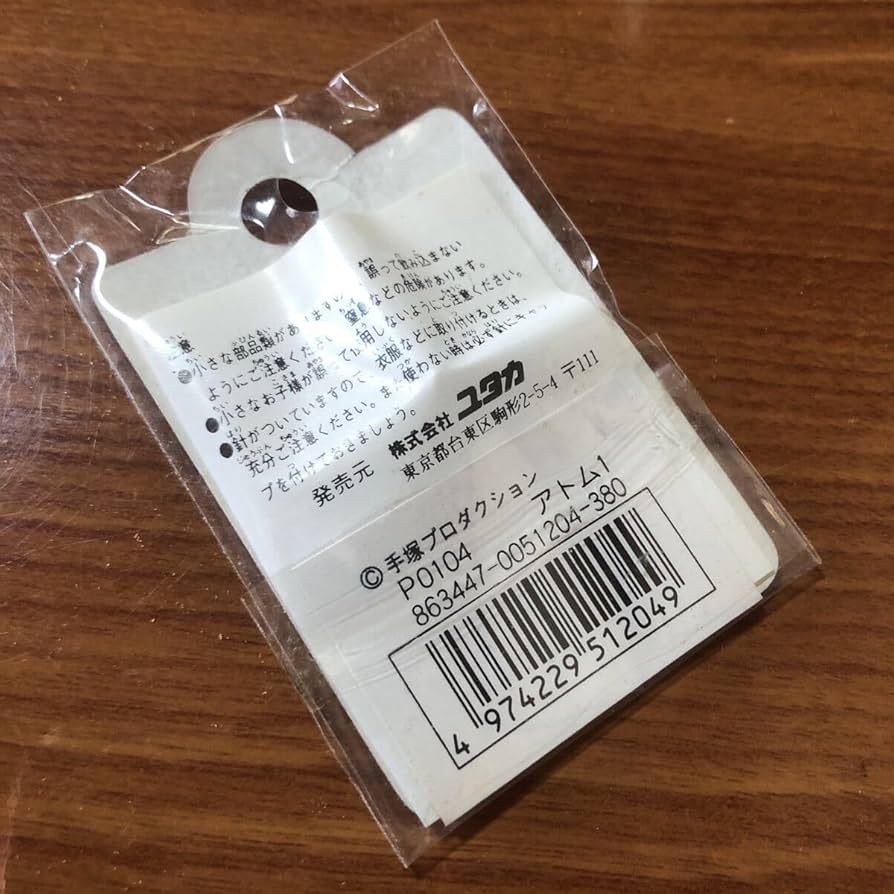 ●小さな部品類があります 誤って飲み込まない
ようにご注意ください 窒息などの危険があります。
●小さなお子様が誤って使用しないようにご注意ください。
●針がついていますので 衣服などに取り付けるときは、
充分ご注意ください。また使わない時は必ず針にキャッ
プを付けておきましょう。
発売元 株式会社 ユタカ
東京都台東区駒形2-5-4 〒111
©手塚プロダクション
P0104 アトム1
863447-0051204-380
4 974229 512049